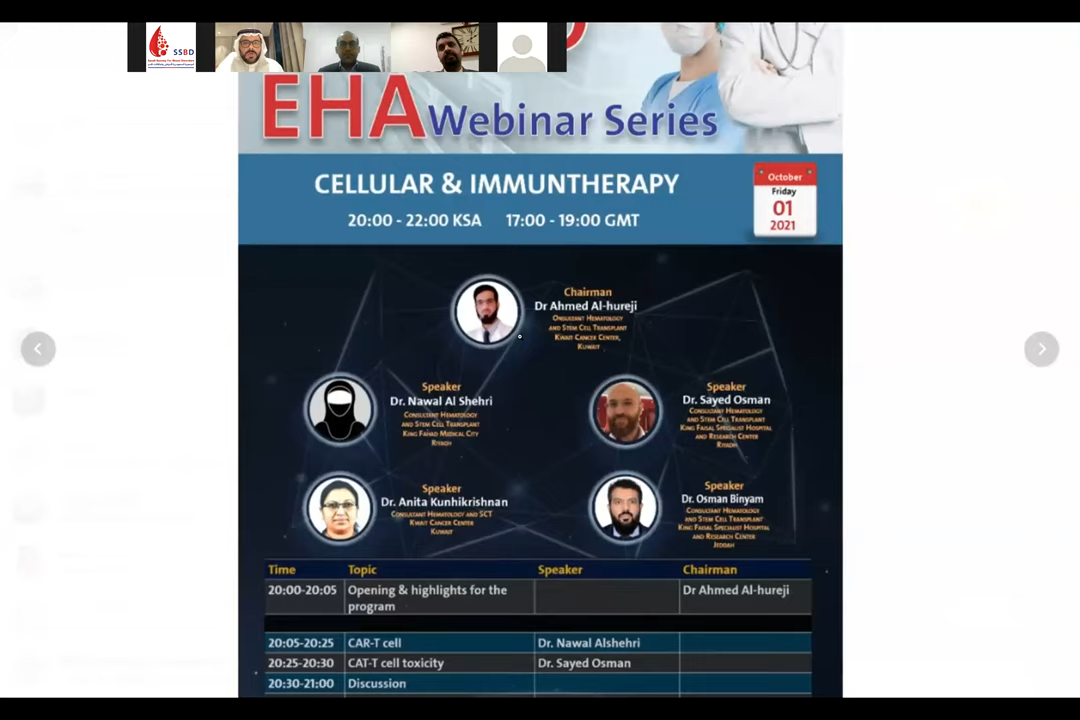 SSBD
EHA Webinar Series
CELLULAR & IMMUNTHERAPY
20:00 - 22:00 KSA 17:00 - 19:00 GMT
October
Friday
01
2021
Chairman
Dr Ahmed Al-hureji
Onsultant Hematology
and Stem Cell Transplant
Kwait Cancer Center,
Kuwait
Speaker
Dr. Nawal Al Shehri
Consultant Hematology
and Stem Cell Transplant
King Fahad Medical City
Riyadh
Speaker
Dr. Sayed Osman
Consultant Hematology
and Stem Cell Transplant
King Faisal Specialist Hospital
and Research Center
Riyadh
Speaker
Dr. Anita Kunhikrishnan
Consultant Hematology and SCT
Kwait Cancer Center
Kuwait
Speaker
Dr. Osman Binyam
Consultant Hematology
and Stem Cell Transplant
King Faisal Specialist Hospital
and Research Center
Jeddah
Time Topic Speaker Chairman
20:00-20:05 Opening & highlights for the program Dr Ahmed Al-hureji
20:05-20:25 CAR-T cell Dr. Nawal Alshehri
20:25-20:30 CAT-T cell toxicity Dr. Sayed Osman
20:30-21:00 Discussion